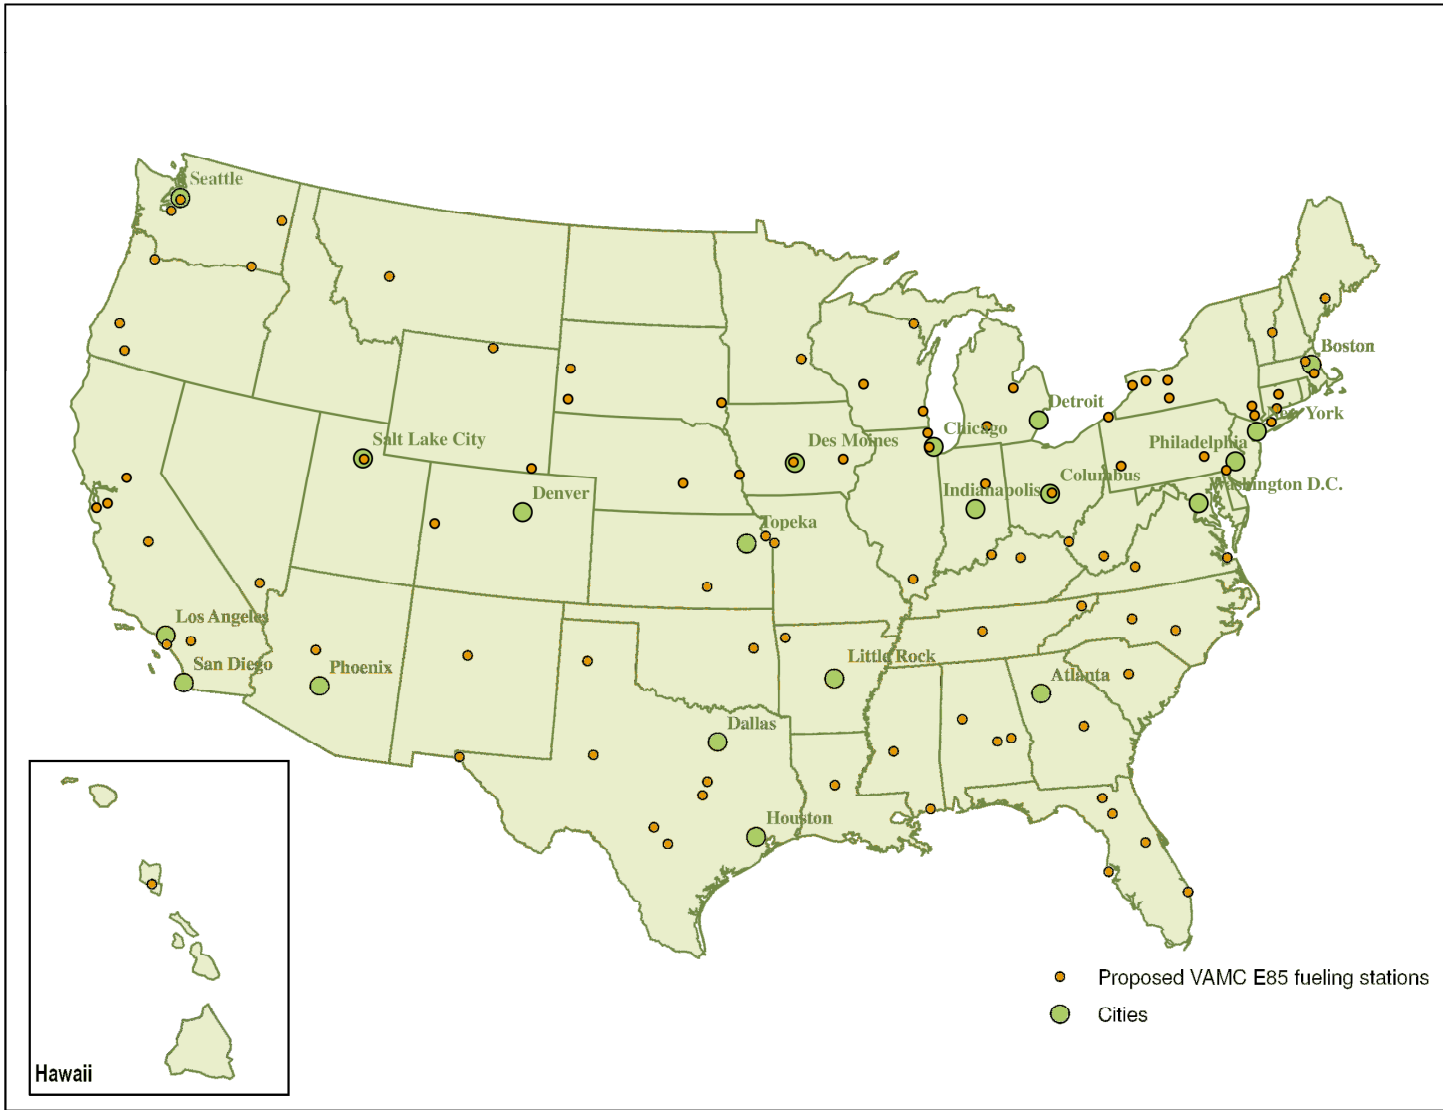 Seattle
Boston
Detroit
New York
Salt Lake City
Des Moines
Chicago
Philadelphia
Columbus
Washington D.C.
Denver
Indianapolis
Topeka
Los Angeles
San Diego
Phoenix
Little Rock
Atlanta
Dallas
Houston
Proposed VAMC E85 fueling stations
Cities
Hawaii